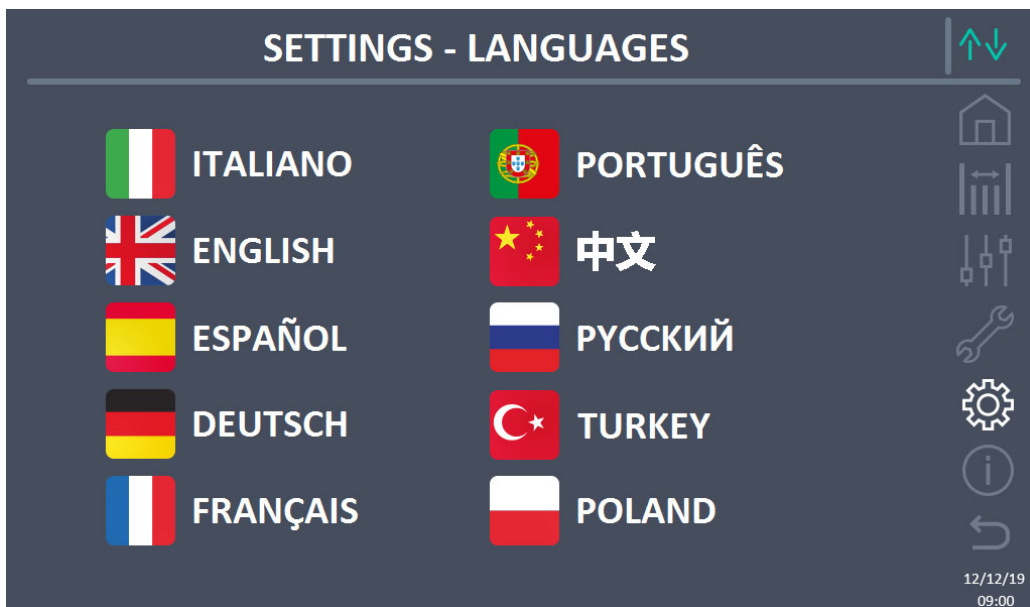 SETTINGS - LANGUAGES
ITALIANO
ENGLISH
ESPAÑOL
DEUTSCH
FRANÇAIS
PORTUGUÊS
中文
РУССКИЙ
TURKEY
POLAND
12/12/19
09:00